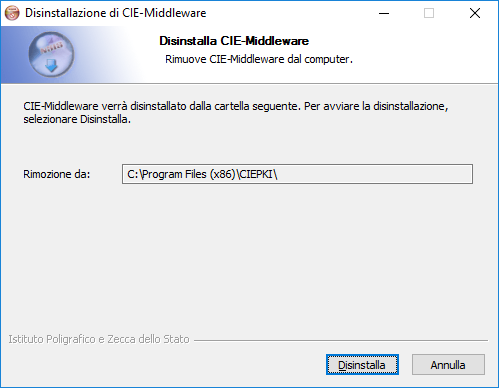 Disinstallazione di CIE-Middleware
Disinstalla CIE-Middleware
Rimuove CIE-Middleware dal computer.
CIE-Middleware verrà disinstallato dalla cartella seguente. Per avviare la disinstallazione,
selezionare Disinstalla.
Rimozione da:
C:\Program Files (x86)\CIEPKI\
Istituto Poligrafico e Zecca dello Stato
Disinstalla
Annulla